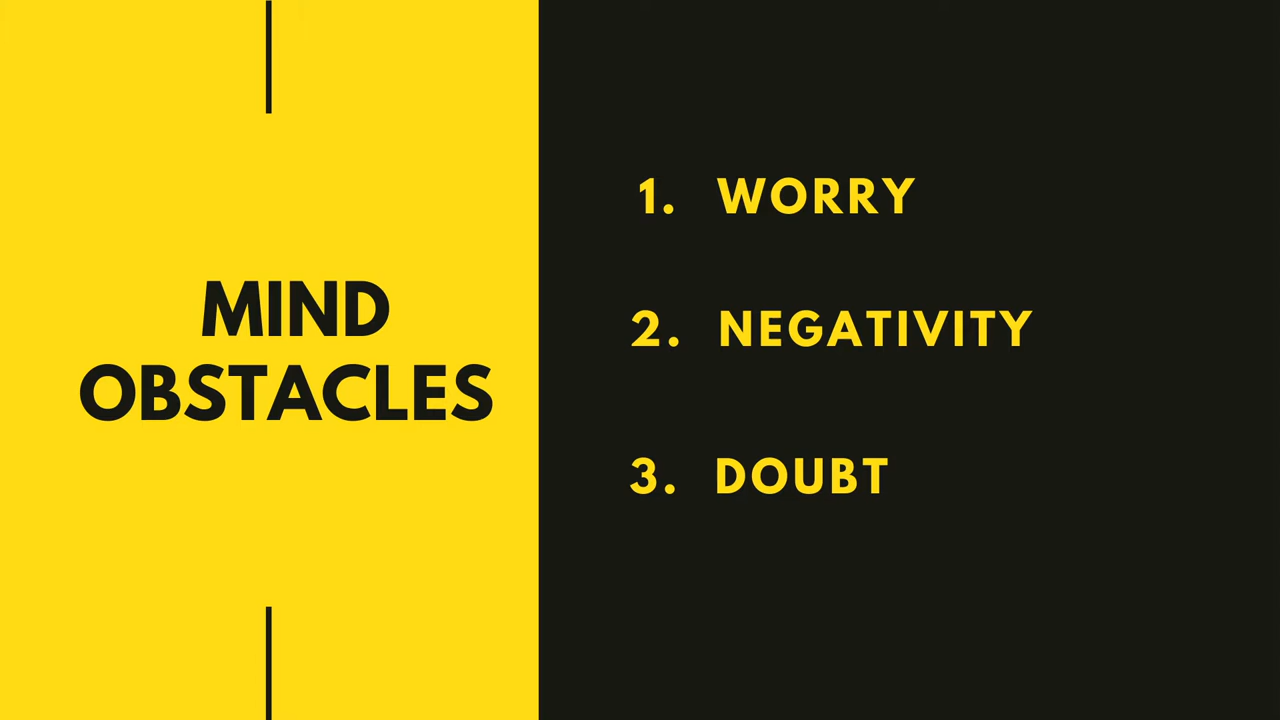 MIND
OBSTACLES
1. WORRY
2. NEGATIVITY
3. DOUBT